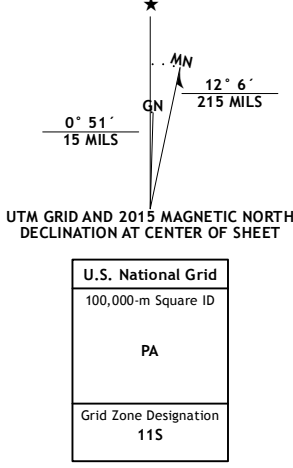 ★
MN
GN
12° 6´
215 MILS
0° 51´
15 MILS
UTM GRID AND 2015 MAGNETIC NORTH
DECLINATION AT CENTER OF SHEET
U.S. National Grid
100,000-m Square ID
PA
Grid Zone Designation
11S